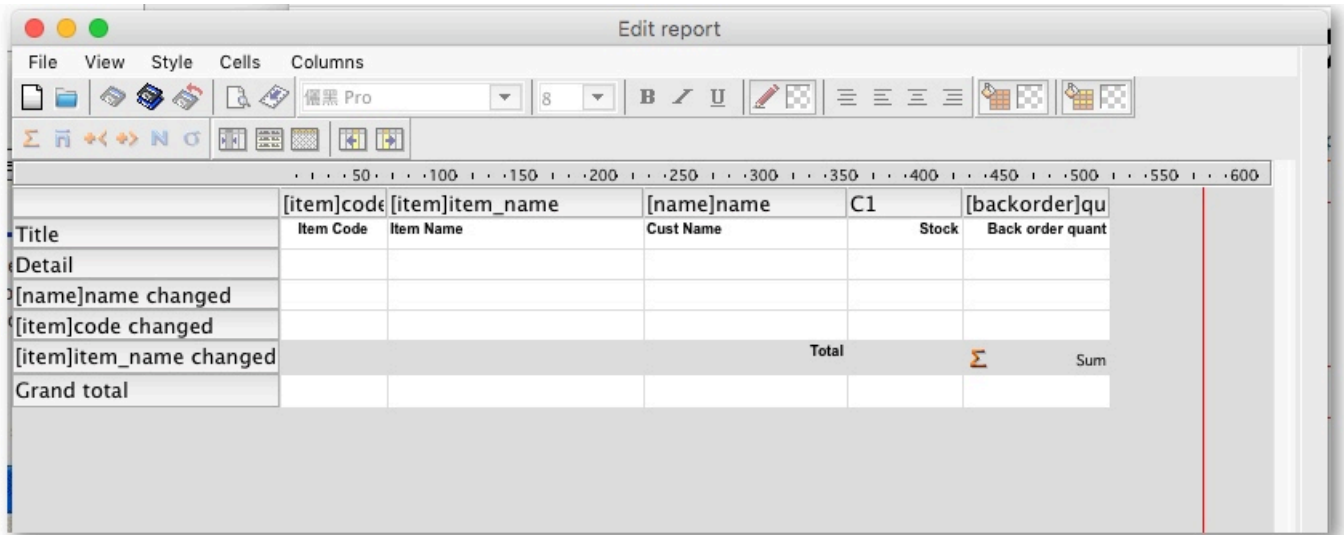 Edit report
File View Style Cells Columns
儷黑 Pro 8 B I U
Σ n N σ
50 100 150 200 250 300 350 400 450 500 550 600
[item]code [item]item_name [name]name C1 [backorder]qu
Title Item Code Item Name Cust Name Stock Back order quant
Detail
[name]name changed
[item]code changed
[item]item_name changed Total Σ Sum
Grand total